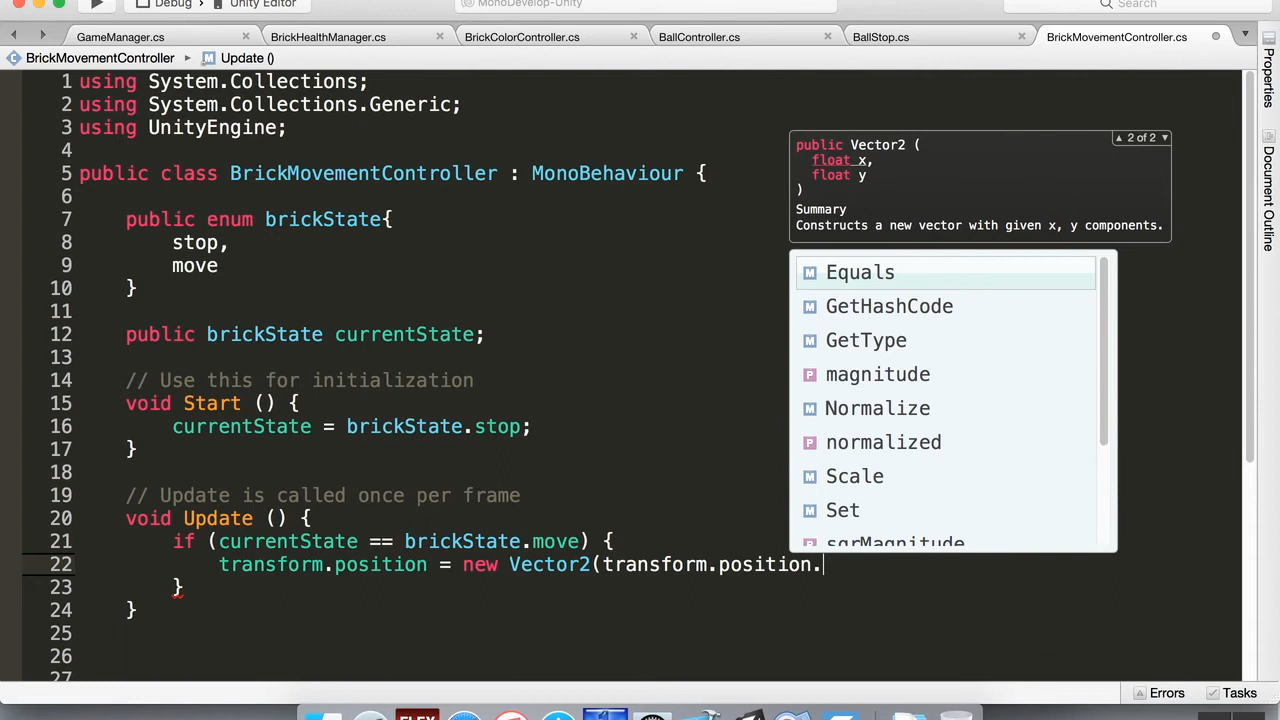 Debug
Unity Editor
MonoDevelop-Unity
Search
GameManager.cs
BrickHealthManager.cs
BrickColorController.cs
BallController.cs
BallStop.cs
BrickMovementController.cs
BrickMovementController
Update ()
1 using System.Collections;
2 using System.Collections.Generic;
3 using UnityEngine;
4
5 public class BrickMovementController : MonoBehaviour {
6
7 public enum brickState{
8 stop,
9 move
10 }
11
12 public brickState currentState;
13
14 // Use this for initialization
15 void Start () {
16 currentState = brickState.stop;
17 }
18
19 // Update is called once per frame
20 void Update () {
21 if (currentState == brickState.move) {
22 transform.position = new Vector2(transform.position.
23 }
24 }
25
26
27
2 of 2
public Vector2 (
float x,
float y
)
Summary
Constructs a new vector with given x, y components.
M Equals
M GetHashCode
M GetType
P magnitude
M Normalize
P normalized
M Scale
M Set
P sqrMagnitude
Properties
Document Outline
Errors
Tasks
FLEX